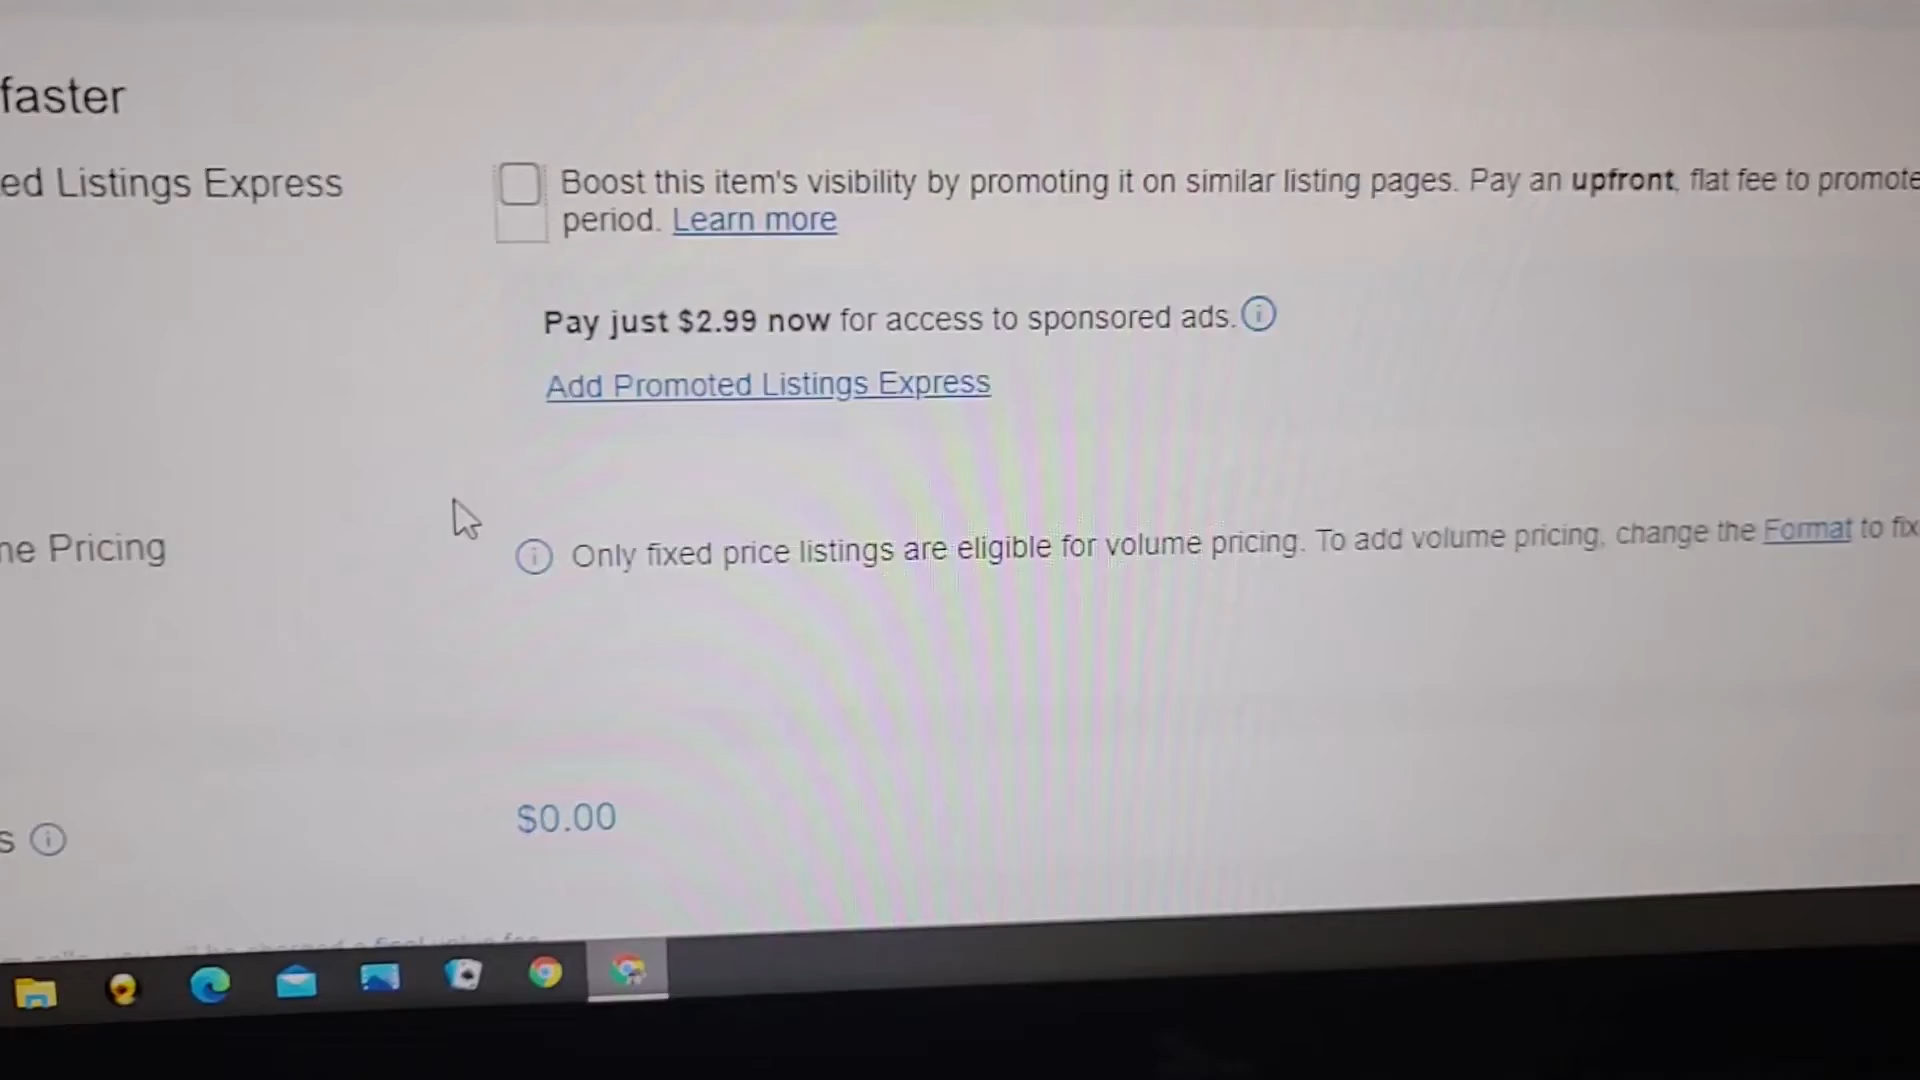 faster
ed Listings Express
Boost this item's visibility by promoting it on similar listing pages. Pay an upfront, flat fee to promote
period. Learn more
Pay just $2.99 now for access to sponsored ads.
Add Promoted Listings Express
ne Pricing
Only fixed price listings are eligible for volume pricing. To add volume pricing, change the Format to fix
s
$0.00